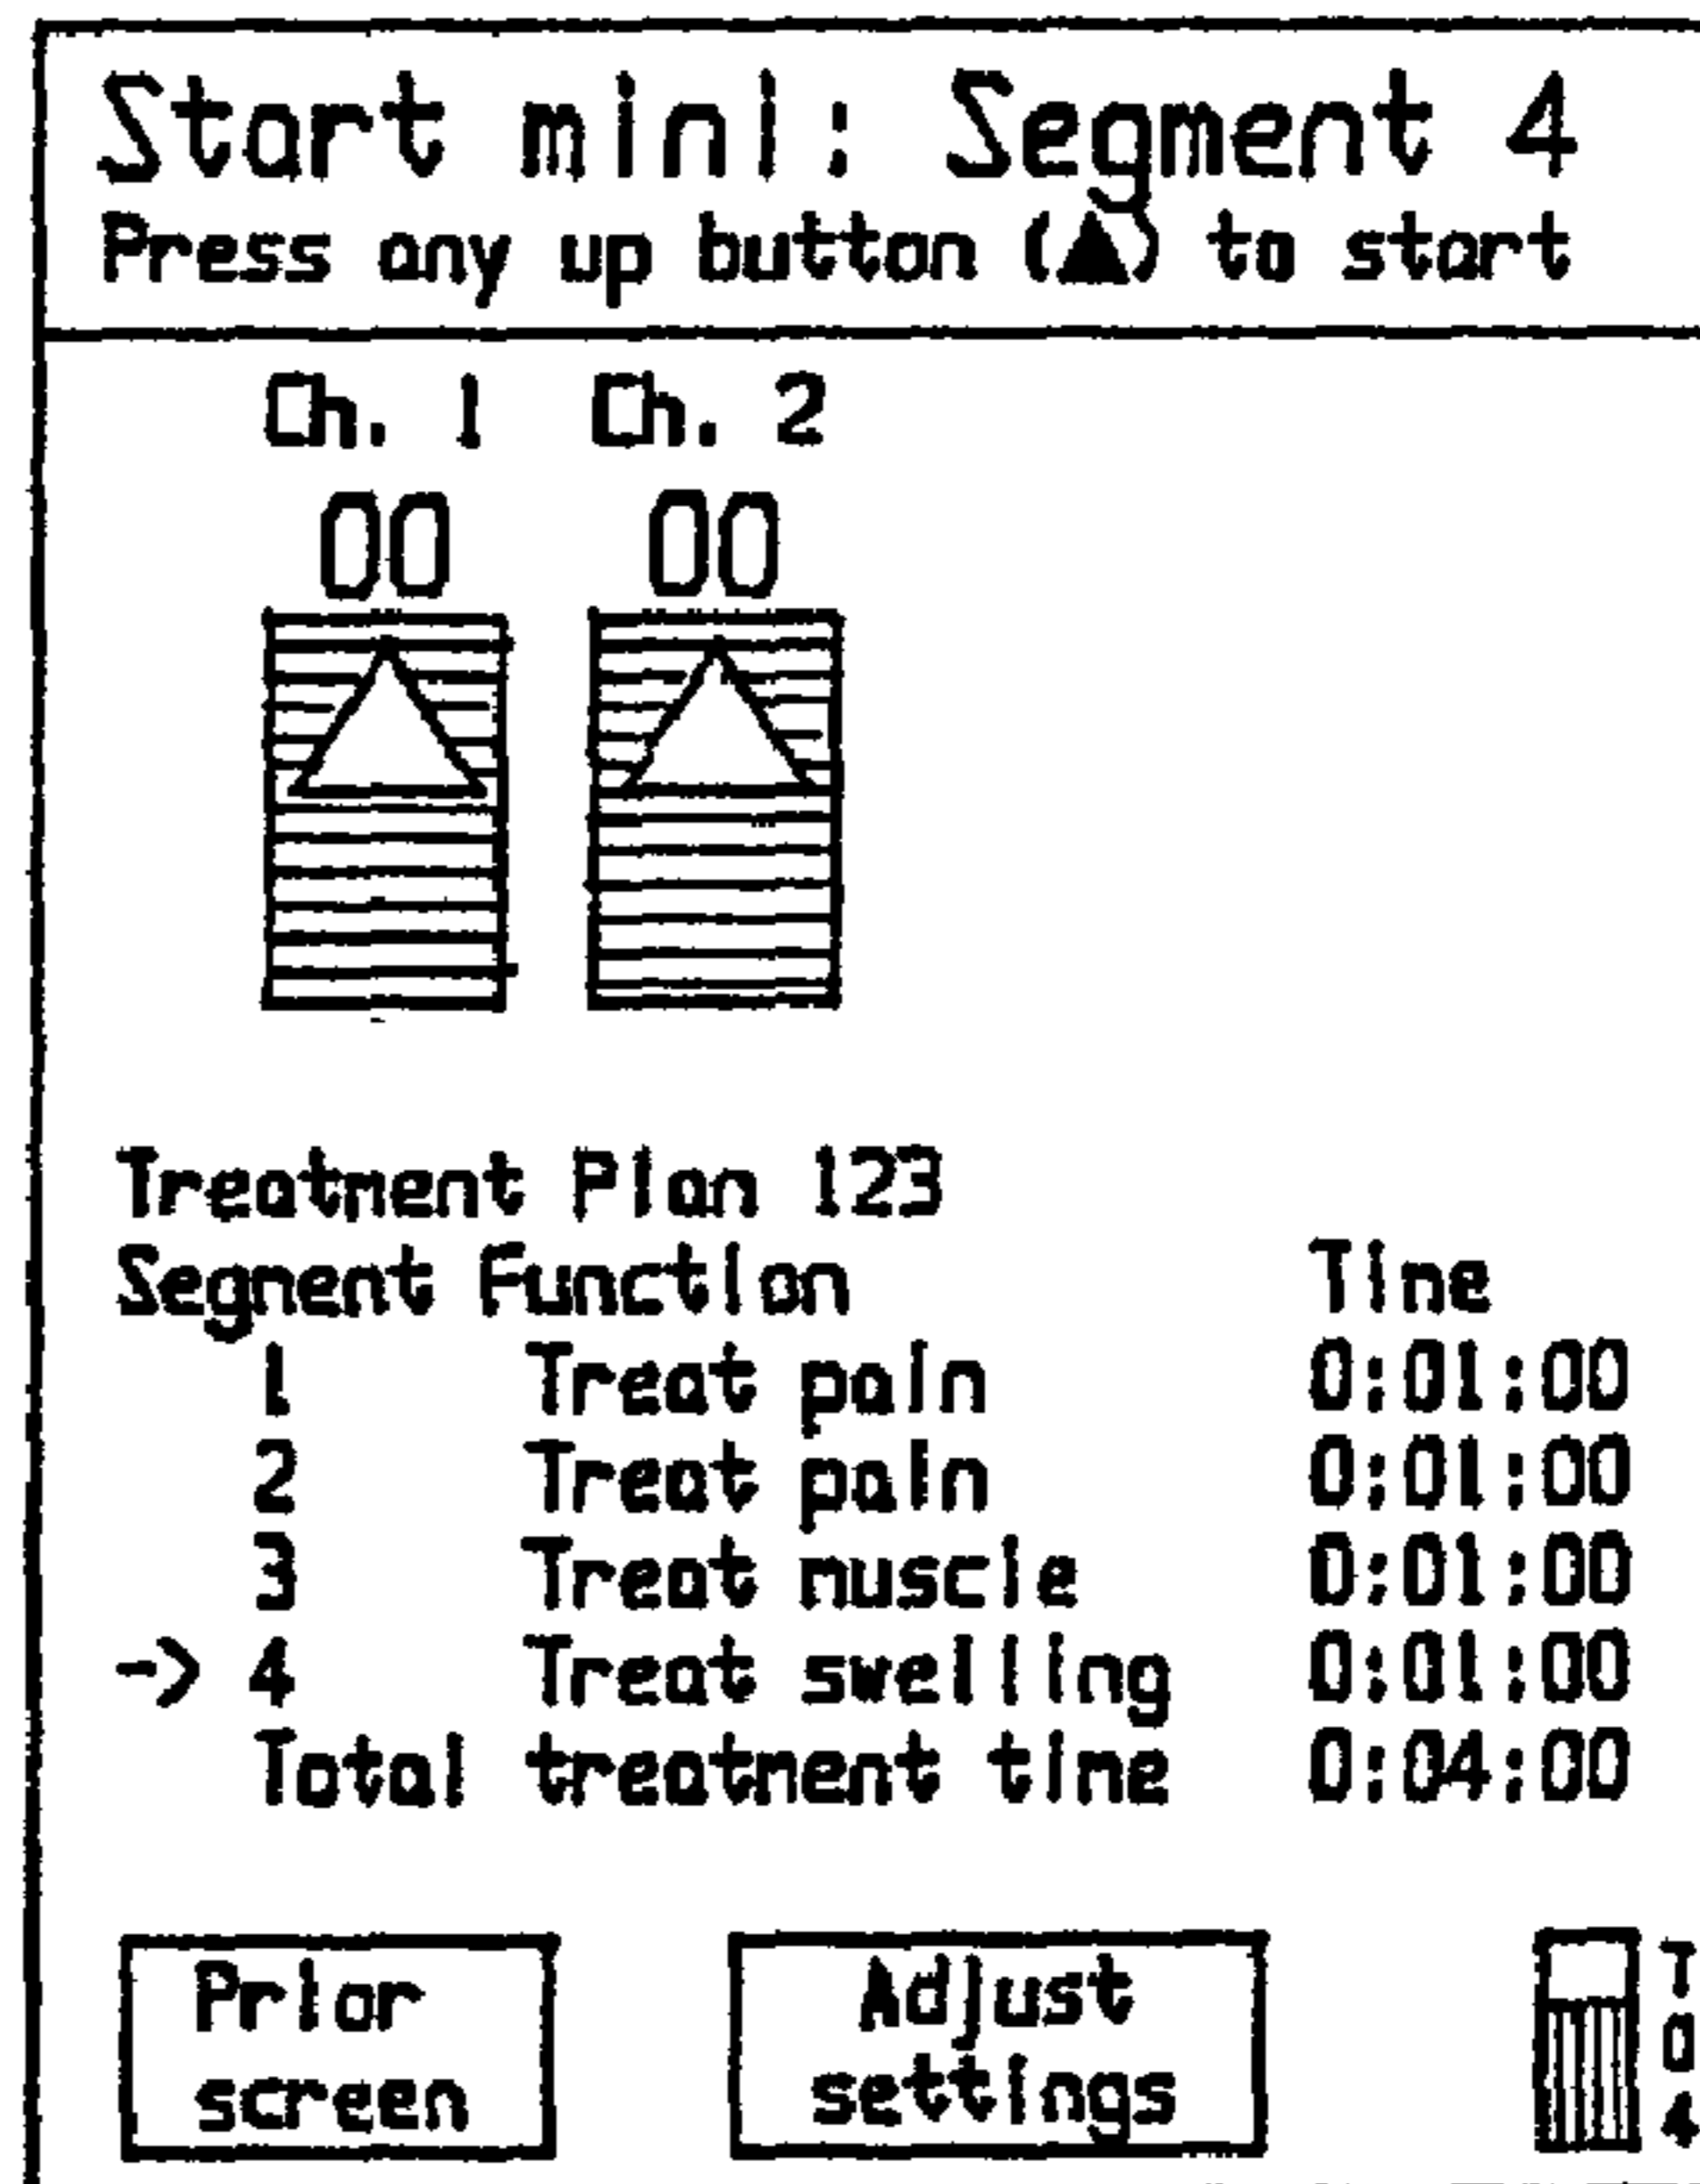 Start mini: Segment 4
Press any up button (▲) to start
Ch. 1 Ch. 2
00 00
Treatment Plan 123
Segment Function Time
1 Treat pain 0:01:00
2 Treat pain 0:01:00
3 Treat muscle 0:01:00
-> 4 Treat swelling 0:01:00
Total treatment time 0:04:00
Prior
screen
Adjust
settings